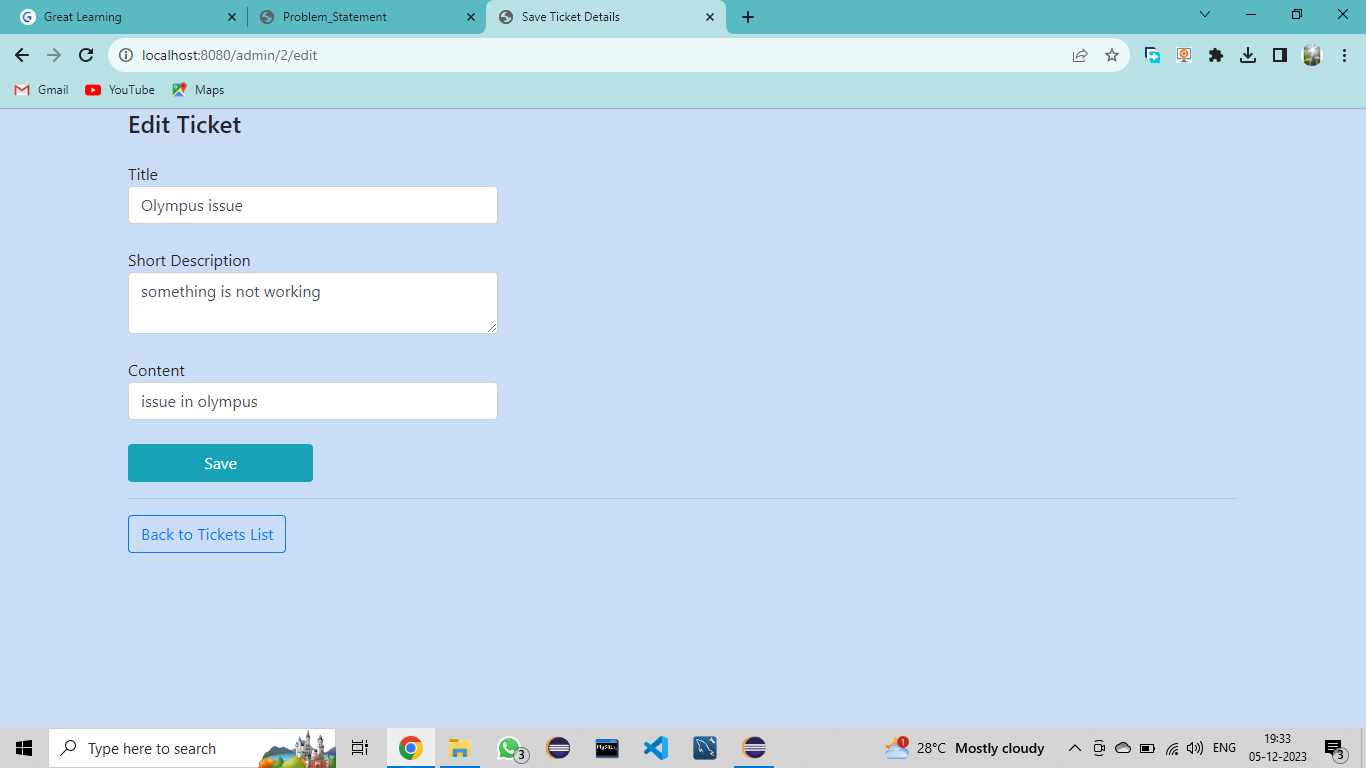 Great Learning
Problem_Statement
Save Ticket Details
localhost:8080/admin/2/edit
Gmail
YouTube
Maps
Edit Ticket
Title
Olympus issue
Short Description
something is not working
Content
issue in olympus
Save
Back to Tickets List
Type here to search
3
MySQL
1
28°C Mostly cloudy
ENG
19:33
05-12-2023
3